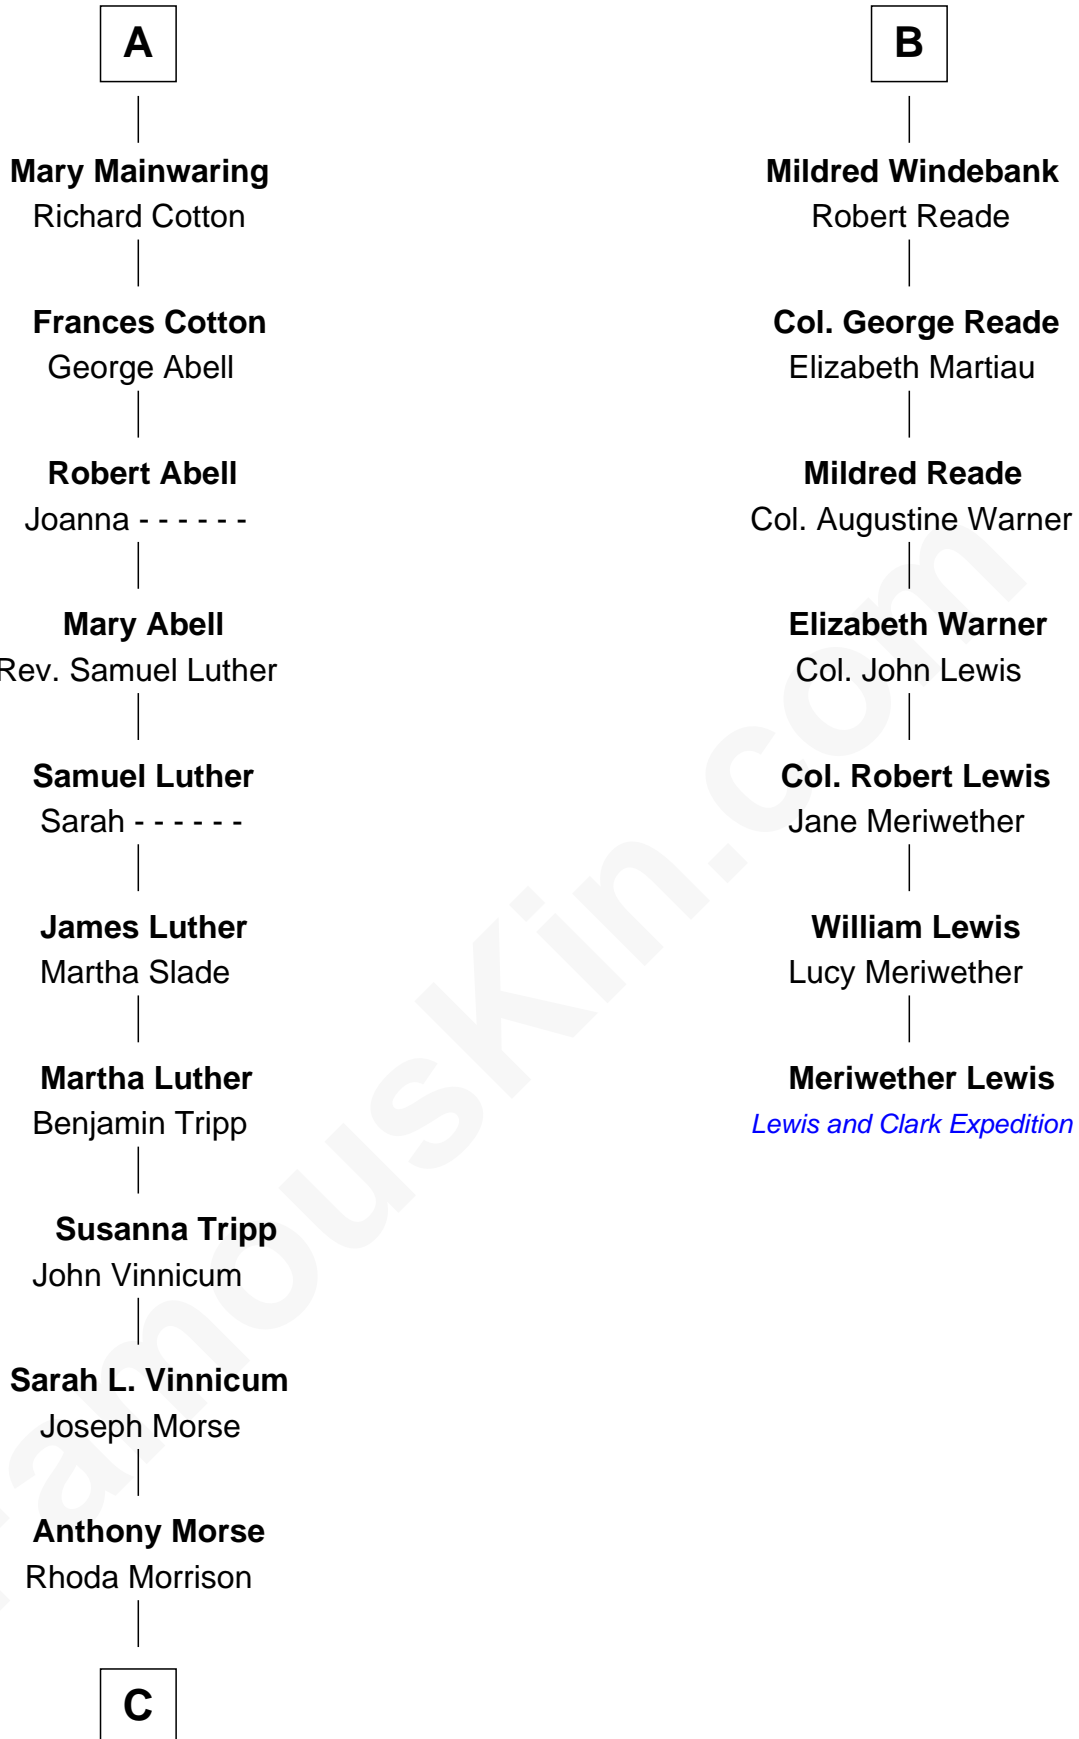 A
Mary Mainwaring
Richard Cotton
Frances Cotton
George Abell
Robert Abell
Joanna - - - - - -
Mary Abell
Rev. Samuel Luther
Samuel Luther
Sarah - - - - - -
James Luther
Martha Slade
Martha Luther
Benjamin Tripp
Susanna Tripp
John Vinnicum
Sarah L. Vinnicum
Joseph Morse
Anthony Morse
Rhoda Morrison
C
B
Mildred Windebank
Robert Reade
Col. George Reade
Elizabeth Martiau
Mildred Reade
Col. Augustine Warner
Elizabeth Warner
Col. John Lewis
Col. Robert Lewis
Jane Meriwether
William Lewis
Lucy Meriwether
Meriwether Lewis
Lewis and Clark Expedition
FamousKin.com